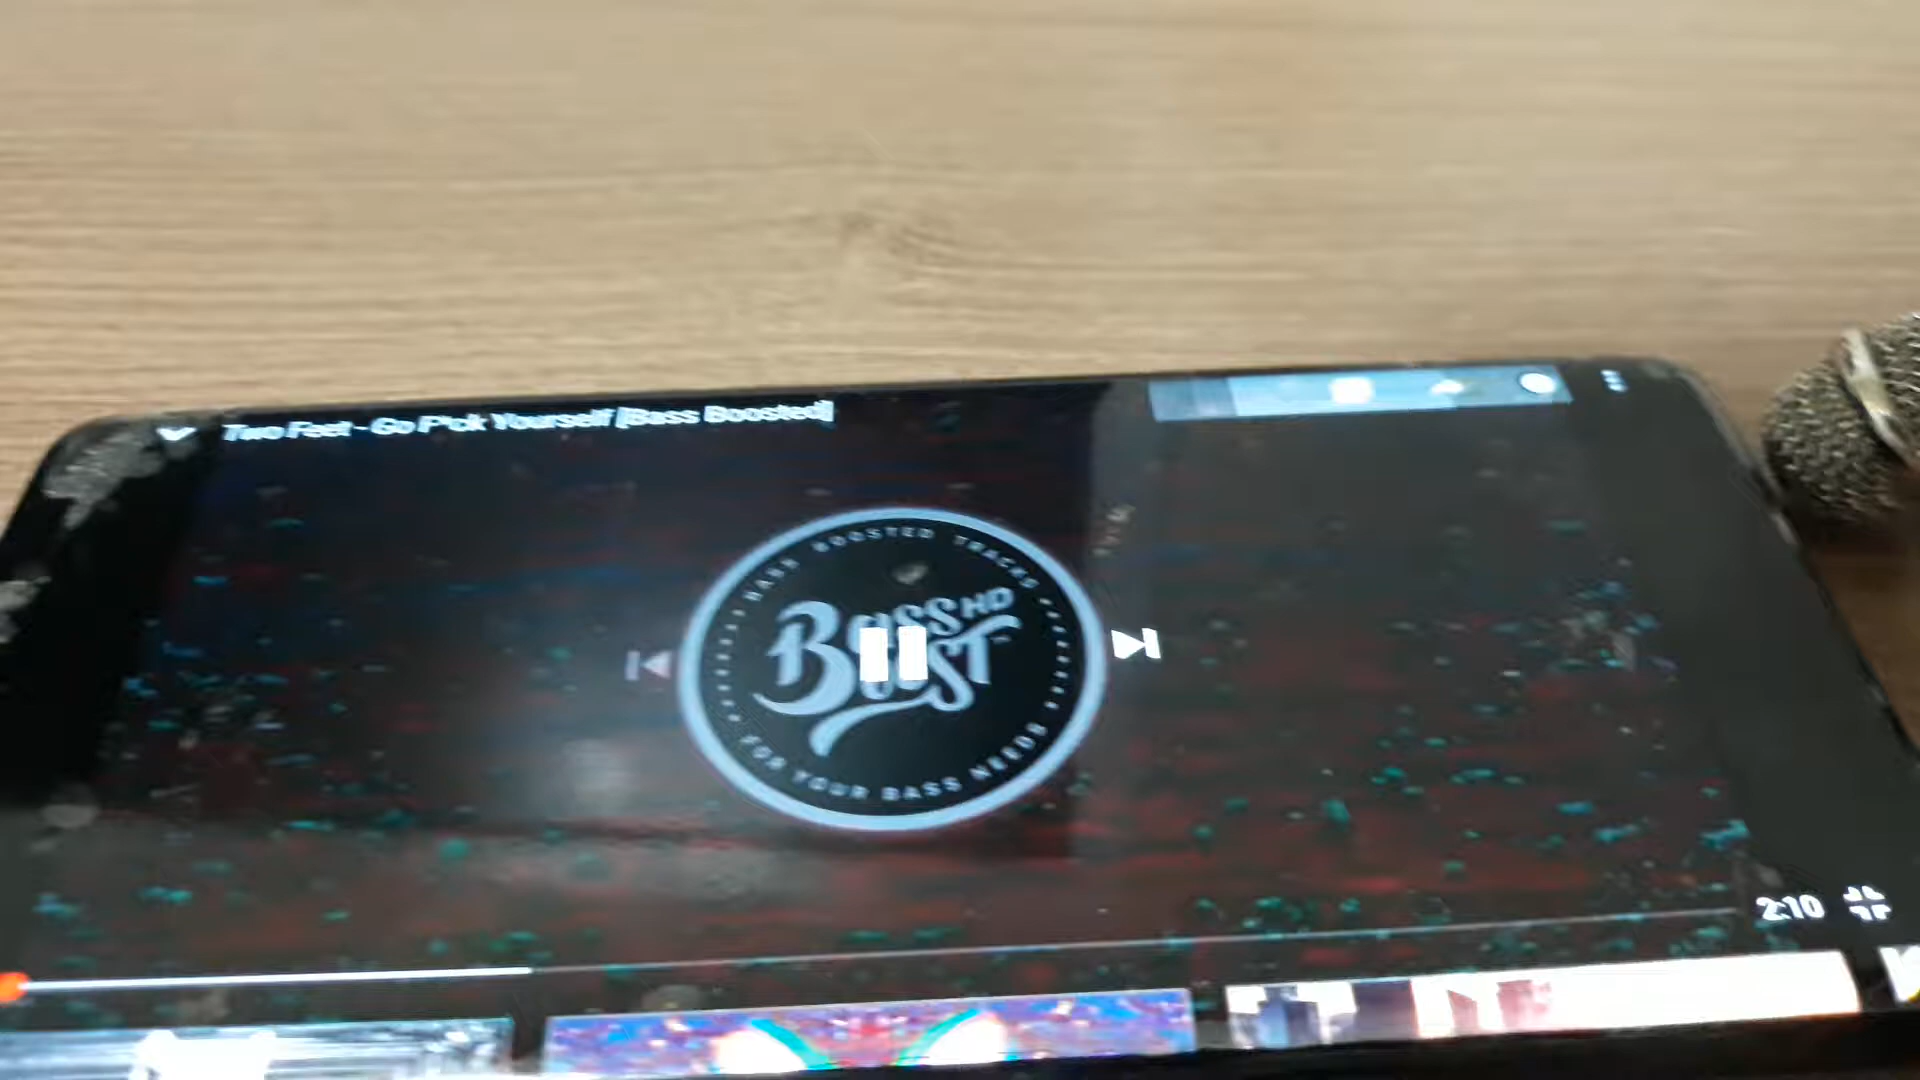 Two Feet - Go F*ck Yourself [Bass Boosted]
BASS BOOSTED TRACKS
Bass HD
Boost
FOR YOUR BASS NEEDS
2:10